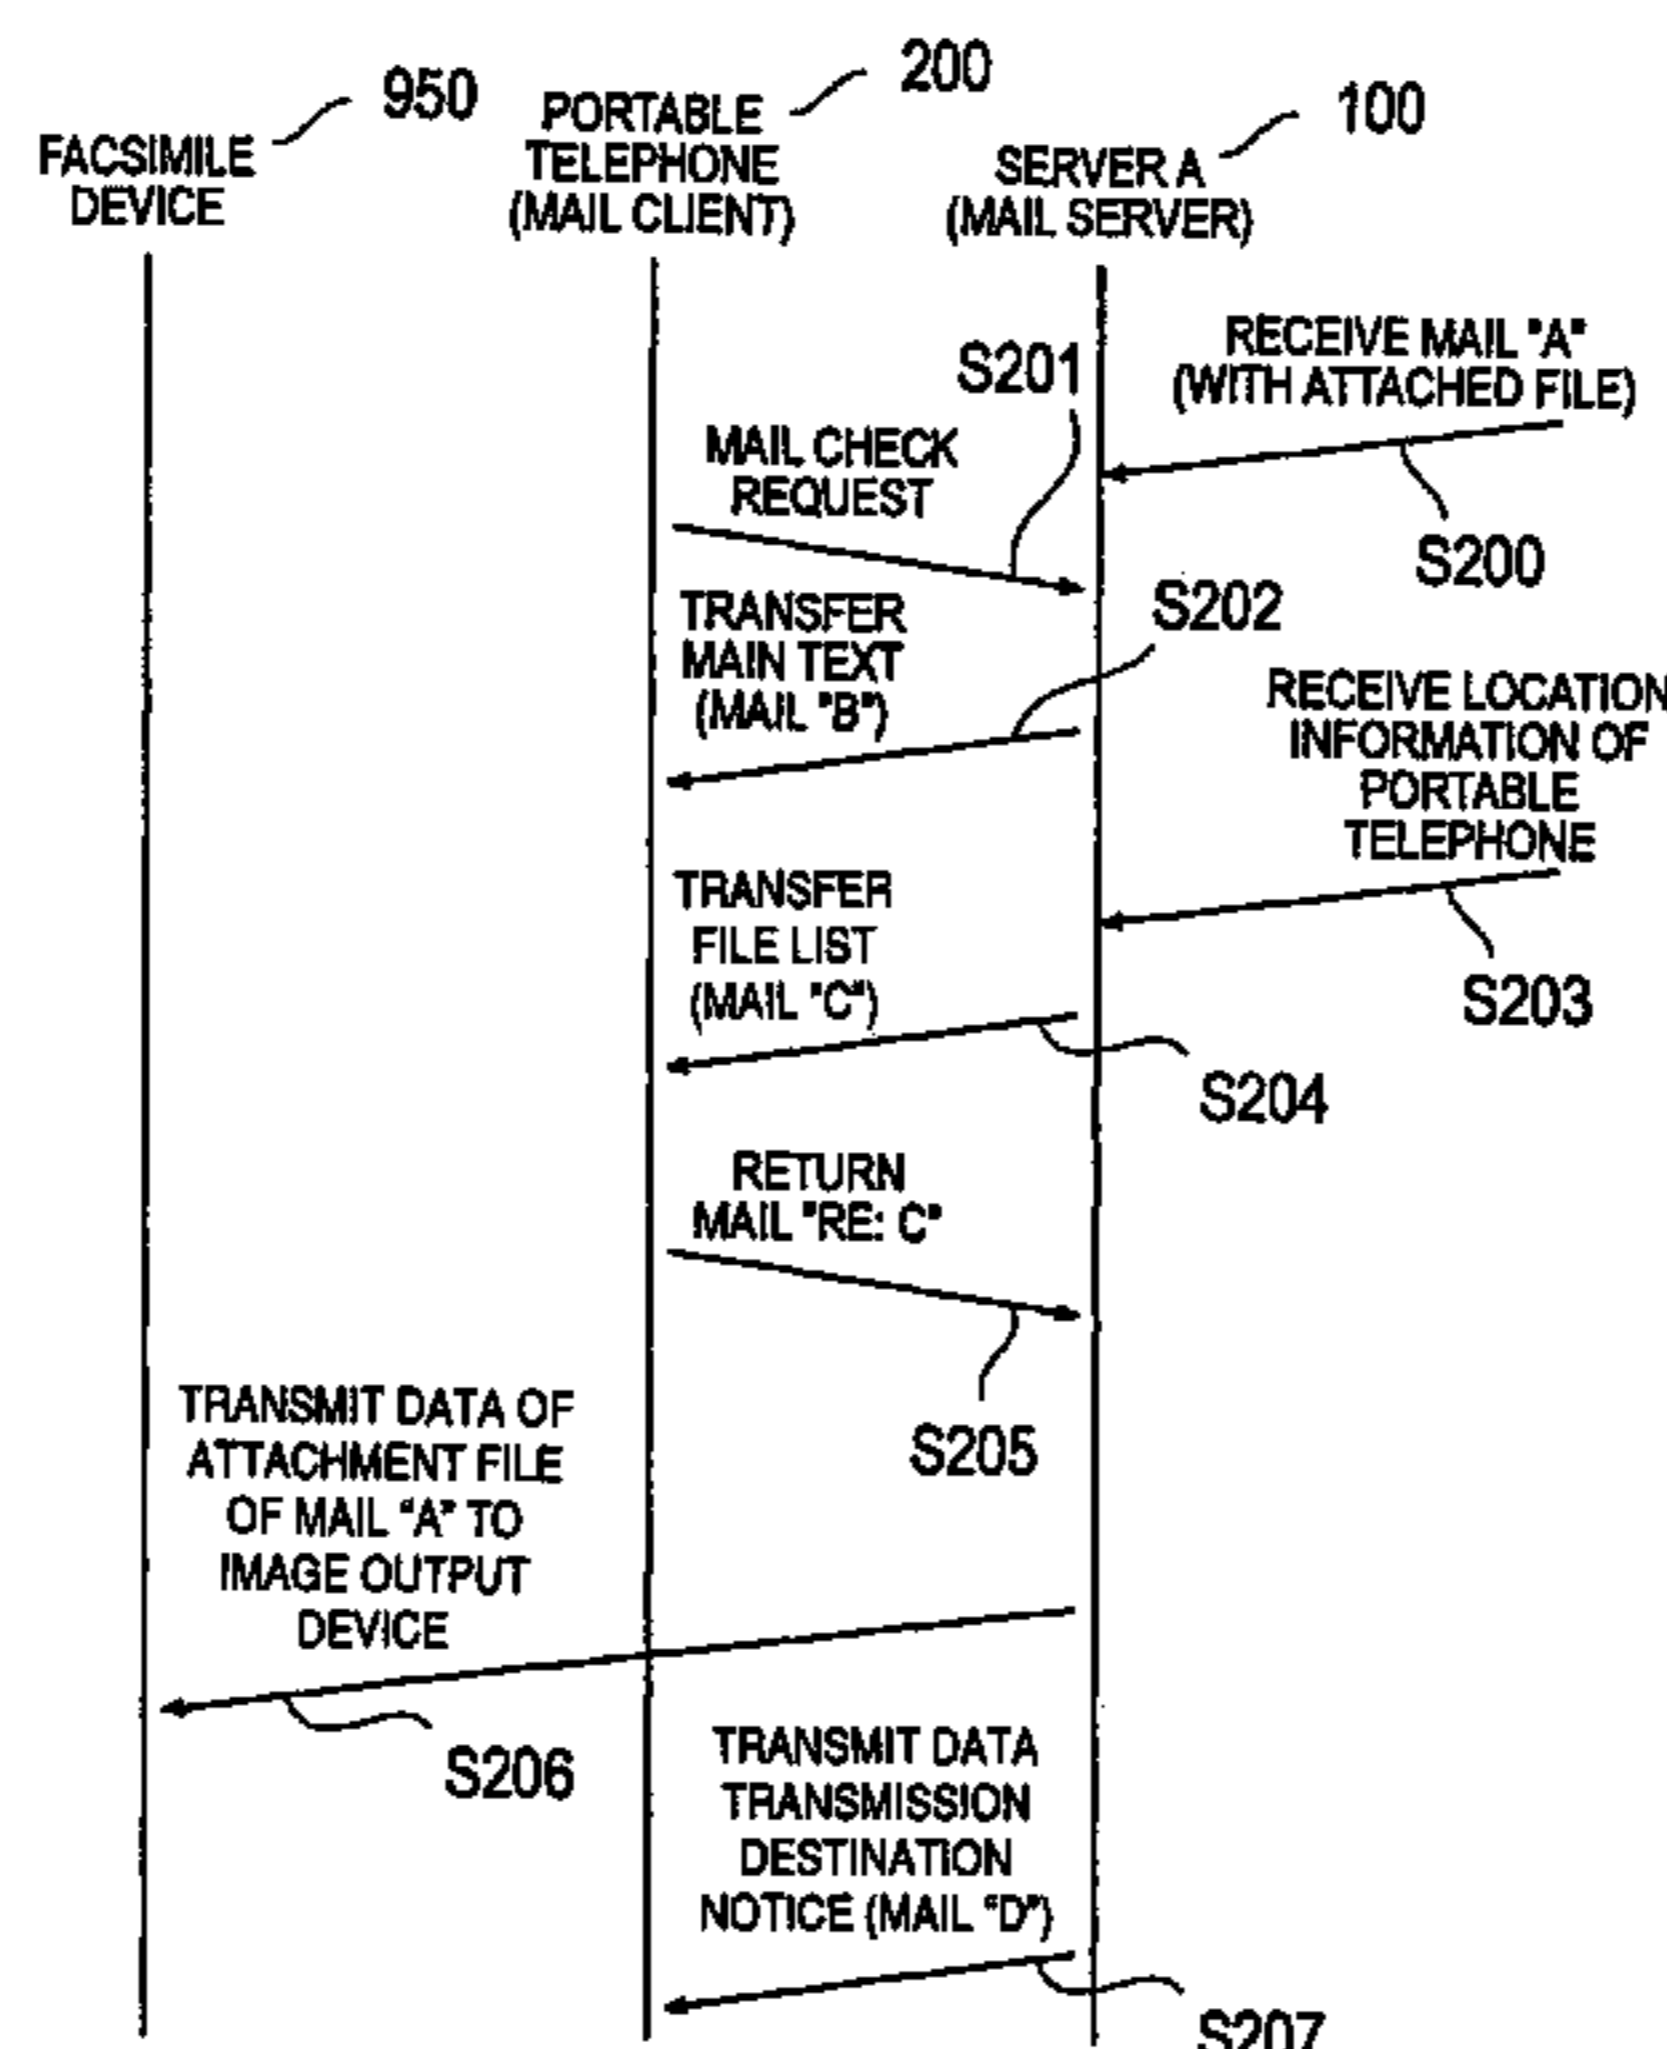 950
FACSIMILE
DEVICE
200
PORTABLE
TELEPHONE
(MAIL CLIENT)
100
SERVER A
(MAIL SERVER)
RECEIVE MAIL "A"
(WITH ATTACHED FILE)
S200
S201
MAIL CHECK
REQUEST
S202
TRANSFER
MAIN TEXT
(MAIL "B")
RECEIVE LOCATION
INFORMATION OF
PORTABLE
TELEPHONE
S203
TRANSFER
FILE LIST
(MAIL "C")
S204
RETURN
MAIL "RE: C"
S205
TRANSMIT DATA OF
ATTACHMENT FILE
OF MAIL "A" TO
IMAGE OUTPUT
DEVICE
S206
TRANSMIT DATA
TRANSMISSION
DESTINATION
NOTICE (MAIL "D")
S207